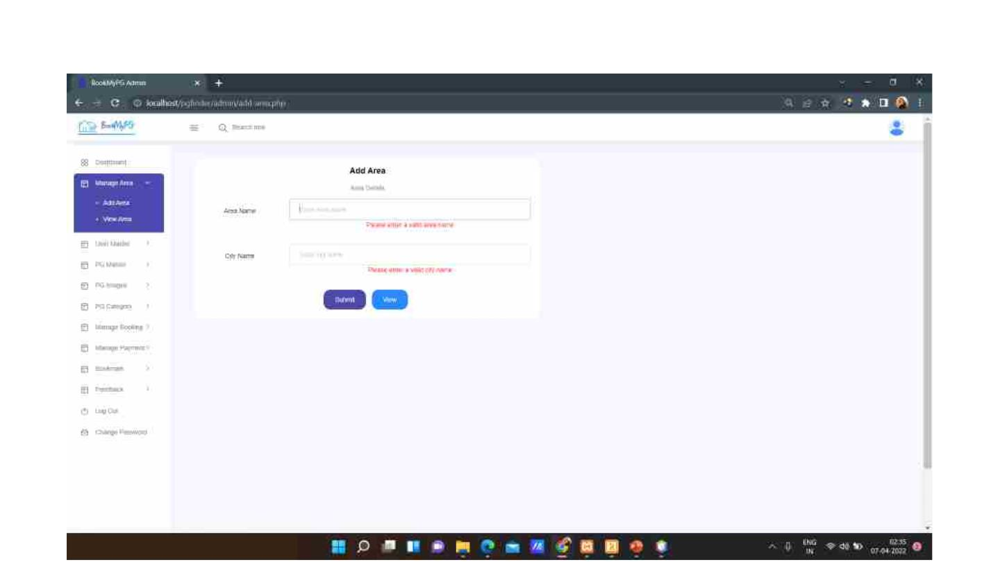 BookMyPG Admin
localhost/pgfinder/admin/add-area.php
BookMyPG
Search now
Dashboard
Manage Area
Add Area
View Area
User Master
PG Master
PG Images
PG Category
Manage Booking
Manage Payment
Bookmark
Feedback
Log Out
Change Password
Add Area
Area Details
Area Name
Enter area name
Please enter a valid area name
City Name
Enter city name
Please enter a valid city name
Submit
View
ENG
IN
02:35
07-04-2022